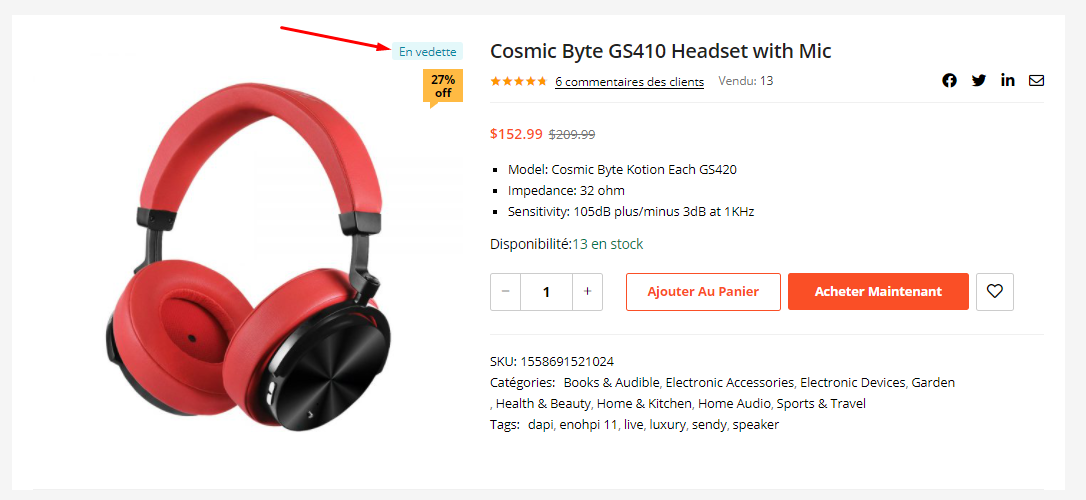 En vedette
27%
off
Cosmic Byte GS410 Headset with Mic
6 commentaires des clients Vendu: 13
$152.99 $209.99
Model: Cosmic Byte Kotion Each GS420
Impedance: 32 ohm
Sensitivity: 105dB plus/minus 3dB at 1KHz
Disponibilité:13 en stock
− 1 + Ajouter Au Panier Acheter Maintenant
SKU: 1558691521024
Catégories: Books & Audible, Electronic Accessories, Electronic Devices, Garden
, Health & Beauty, Home & Kitchen, Home Audio, Sports & Travel
Tags: dapi, enohpi 11, live, luxury, sendy, speaker